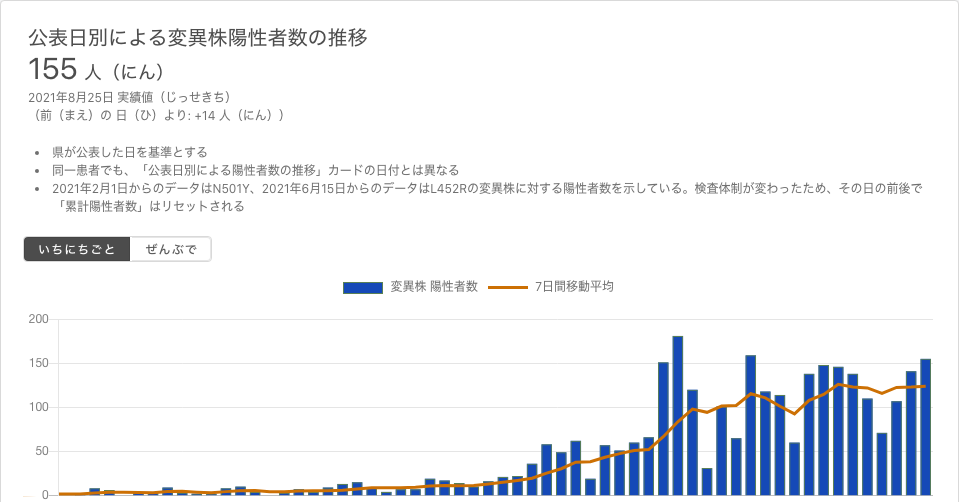 公表日別による変異株陽性者数の推移
155 人（にん）
2021年8月25日 実績値（じっせきち）
（前（まえ）の 日（ひ）より: +14 人（にん））
• 県が公表した日を基準とする
• 同一患者でも、「公表日別による陽性者数の推移」カードの日付とは異なる
• 2021年2月1日からのデータはN501Y、2021年6月15日からのデータはL452Rの変異株に対する陽性者数を示している。検査体制が変わったため、その日の前後で
「累計陽性者数」はリセットされる
いちにちごと ぜんぶで
変異株 陽性者数 7日間移動平均
200
150
100
50
0